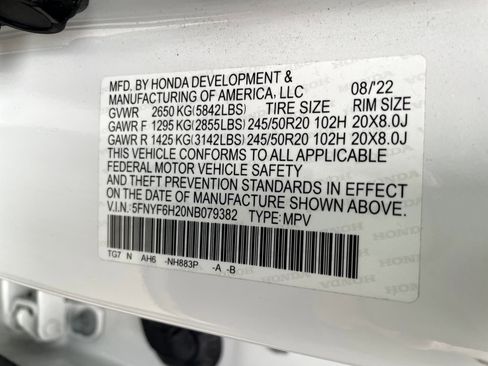 MFD. BY HONDA DEVELOPMENT &
MANUFACTURING OF AMERICA, LLC 08/'22
GVWR 2650 KG(5842LBS) TIRE SIZE RIM SIZE
GAWR F 1295 KG(2855LBS) 245/50R20 102H 20X8.0J
GAWR R 1425 KG(3142LBS) 245/50R20 102H 20X8.0J
THIS VEHICLE CONFORMS TO ALL APPLICABLE
FEDERAL MOTOR VEHICLE SAFETY
AND THEFT PREVENTION STANDARDS IN EFFECT
ON THE DATE OF MANUFACTURE SHOWN ABOVE.
V.I.N.: 5FNYF6H20NB079382 TYPE: MPV
TG7 N AH6 -NH883P -A -B